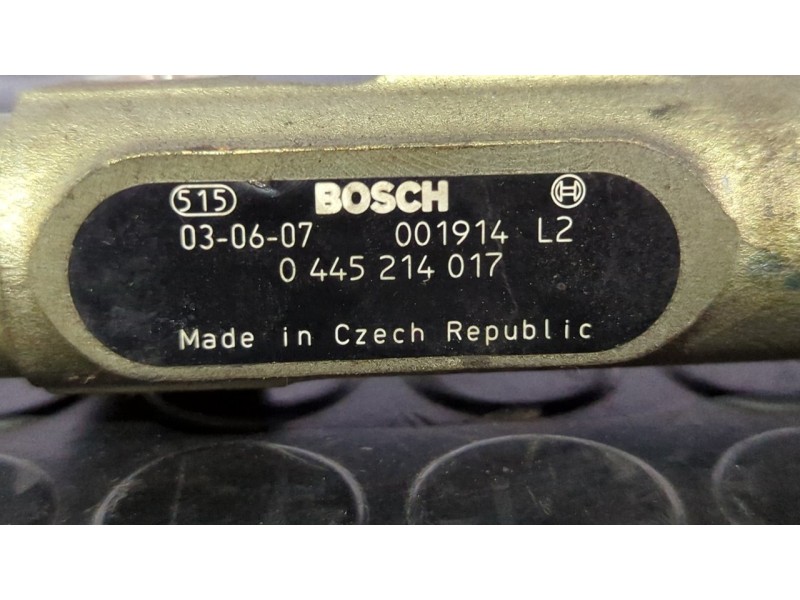 515 BOSCH
03-06-07 001914 L2
0 445 214 017
Made in Czech Republic